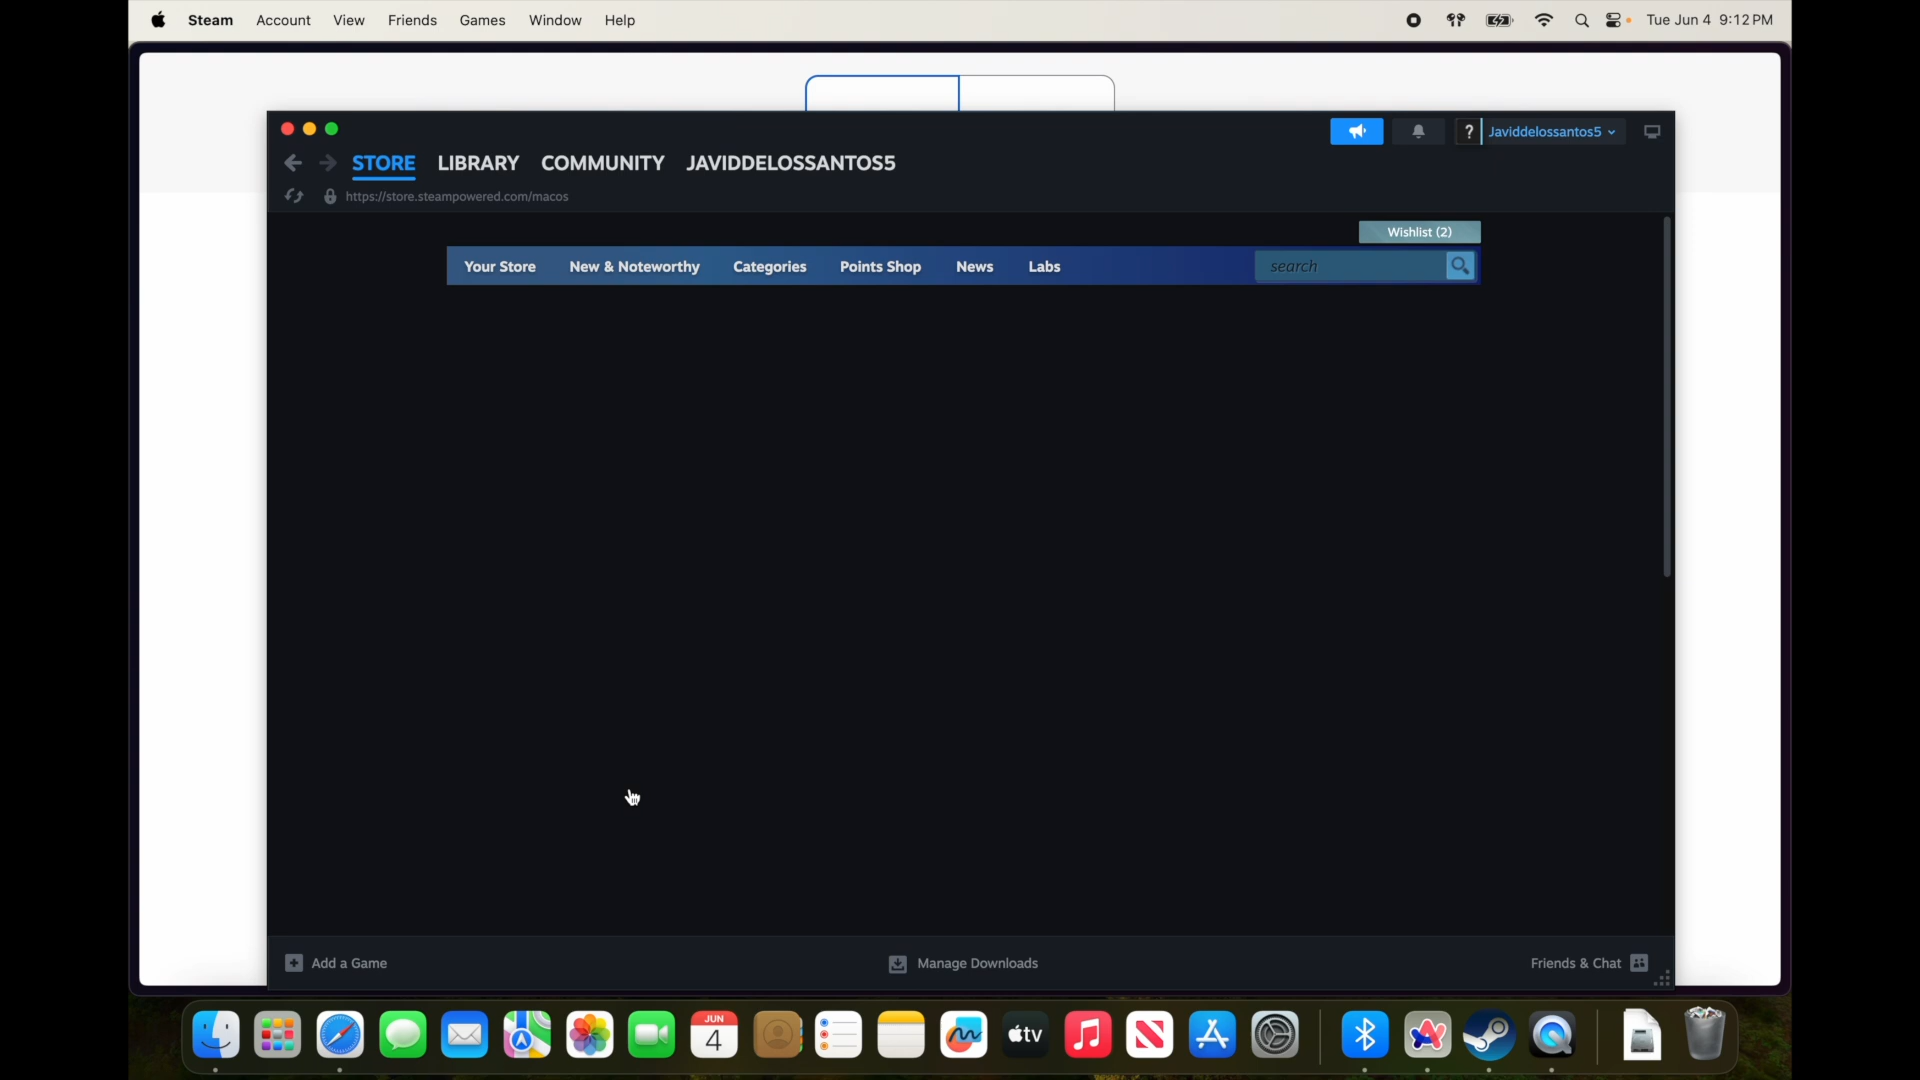 Steam Account View Friends Games Window Help Tue Jun 4 9:12 PM
? Javiddelossantos5
STORE LIBRARY COMMUNITY JAVIDDELOSSANTOS5
https://store.steampowered.com/macos
Wishlist (2)
Your Store New & Noteworthy Categories Points Shop News Labs search
Add a Game Manage Downloads Friends & Chat
JUN
4
tv